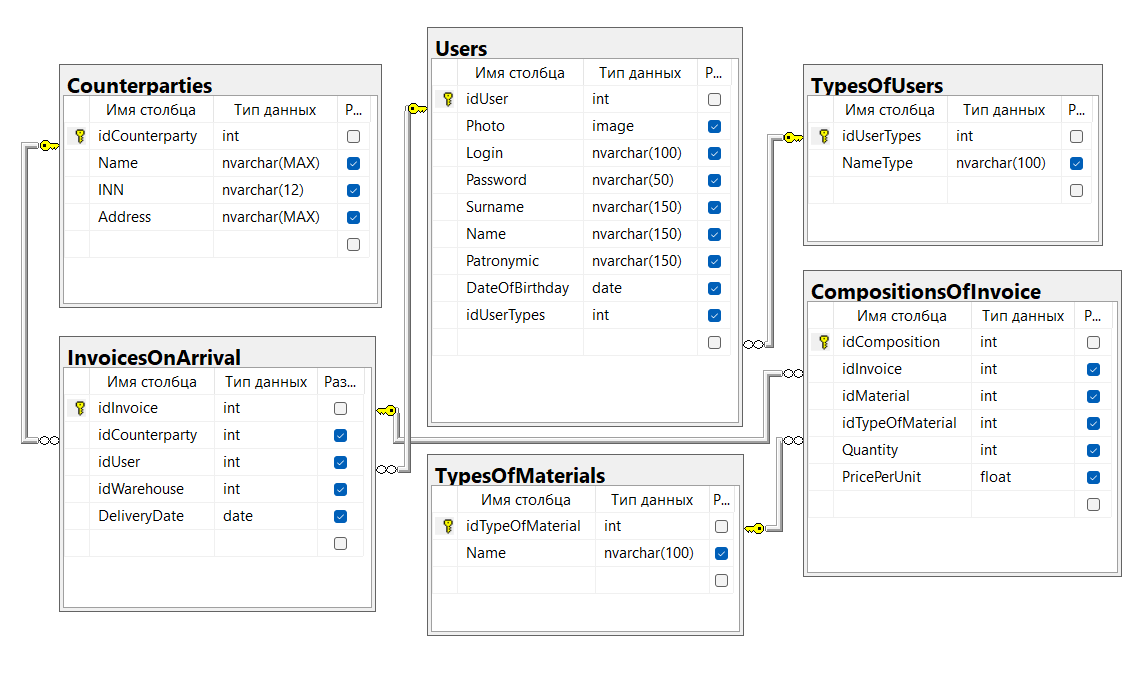 Counterparties
Имя столбца Тип данных Р...
idCounterparty int
Name nvarchar(MAX)
INN nvarchar(12)
Address nvarchar(MAX)
Users
Имя столбца Тип данных Р...
idUser int
Photo image
Login nvarchar(100)
Password nvarchar(50)
Surname nvarchar(150)
Name nvarchar(150)
Patronymic nvarchar(150)
DateOfBirthday date
idUserTypes int
TypesOfUsers
Имя столбца Тип данных Р...
idUserTypes int
NameType nvarchar(100)
InvoicesOnArrival
Имя столбца Тип данных Раз...
idInvoice int
idCounterparty int
idUser int
idWarehouse int
DeliveryDate date
TypesOfMaterials
Имя столбца Тип данных Р...
idTypeOfMaterial int
Name nvarchar(100)
CompositionsOfInvoice
Имя столбца Тип данных Р...
idComposition int
idInvoice int
idMaterial int
idTypeOfMaterial int
Quantity int
PricePerUnit float